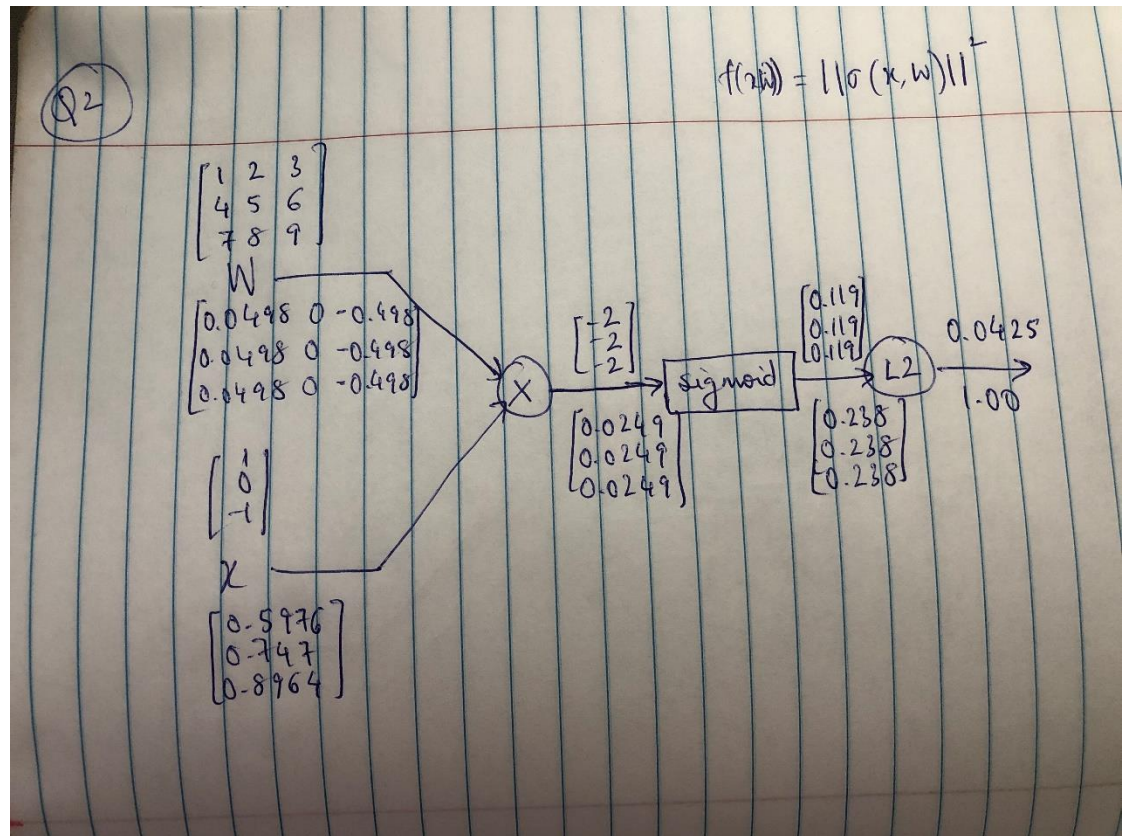 Q2
f(x,W)) = ||σ(x, W)||²
[1 2 3
4 5 6
7 8 9]
W
[0.0498 0 -0.498
0.0498 0 -0.498
0.0498 0 -0.498]
[1
0
-1]
x
[0.5976
0.747
0.8964]
X
[-2
-2
-2]
[0.0249
0.0249
0.0249]
sigmoid
[0.119
0.119
0.119]
[0.238
0.238
0.238]
L2
0.0425
1.00